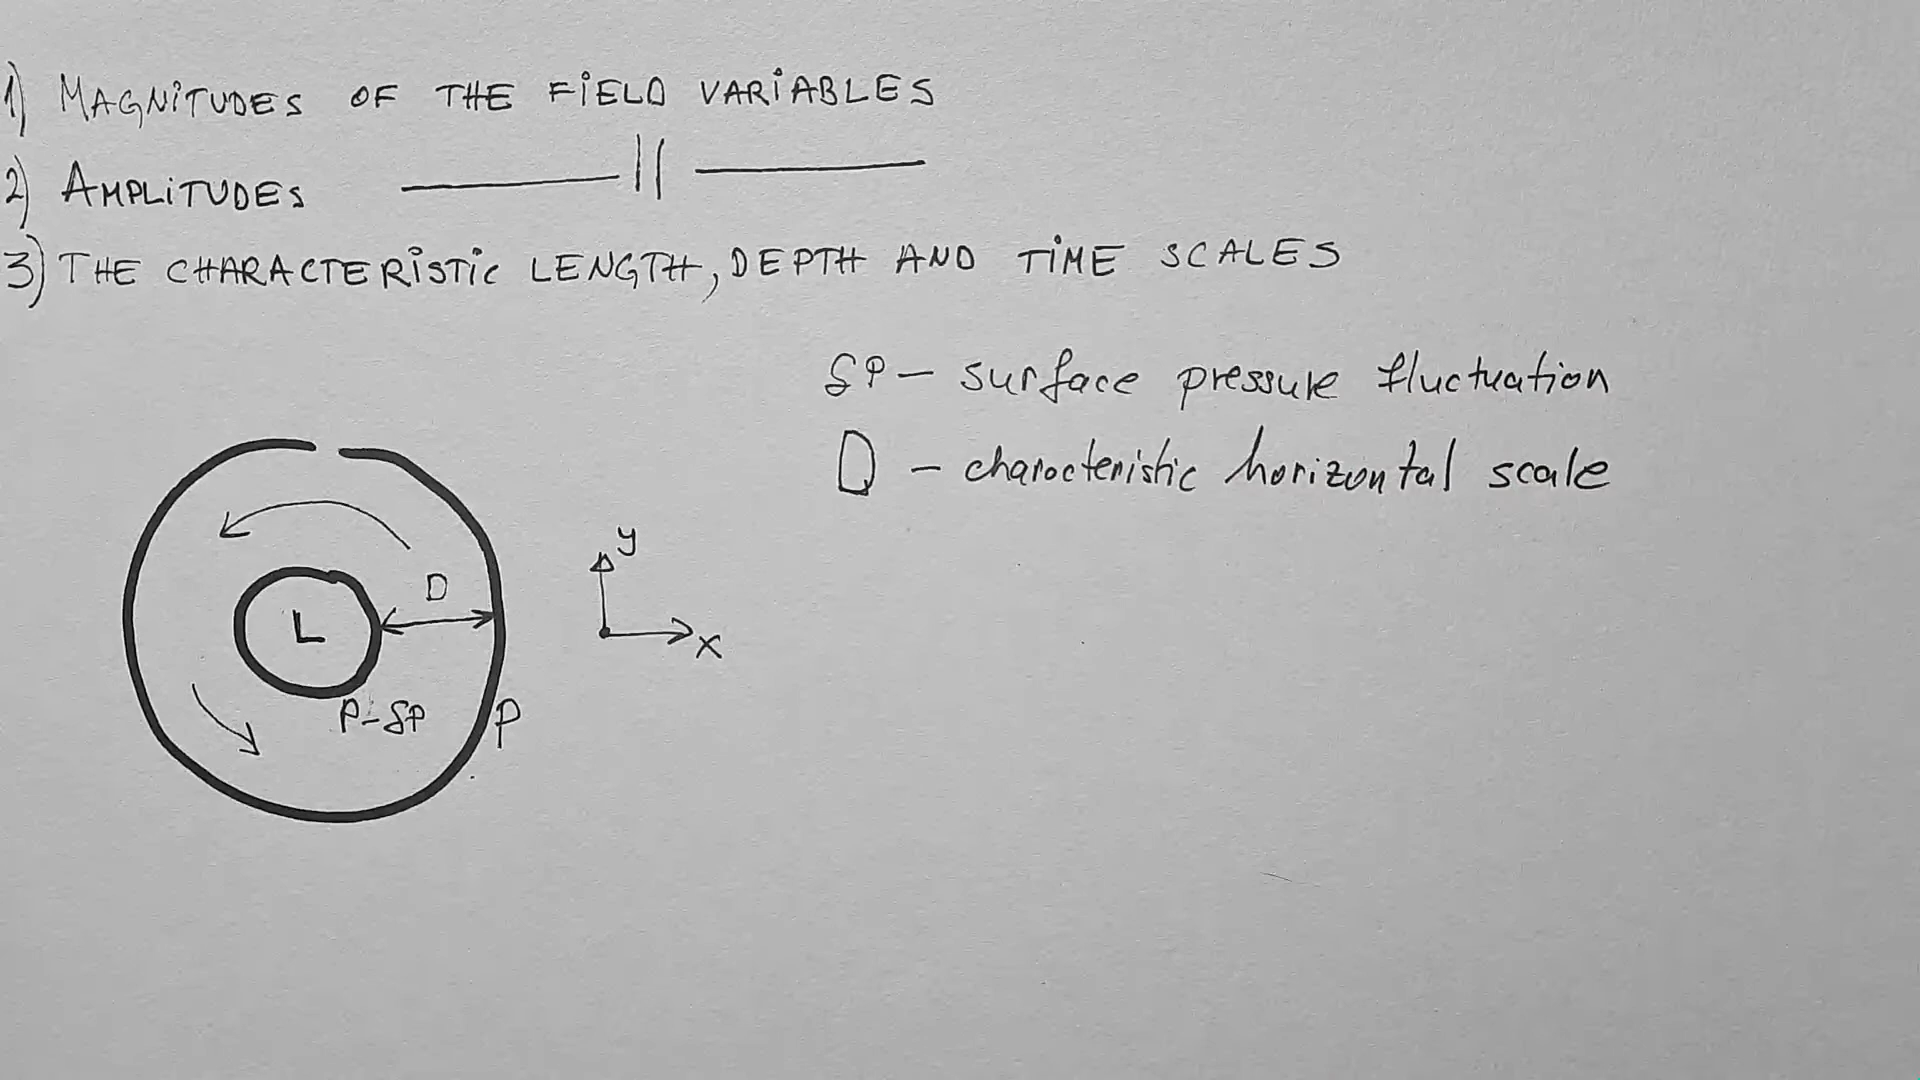 1) MAGNITUDES OF THE FIELD VARIABLES
2) AMPLITUDES —— || ——
3) THE CHARACTERISTIC LENGTH, DEPTH AND TIME SCALES
δP – surface pressure fluctuation
D – characteristic horizontal scale
y
D
L
x
P-δP
P